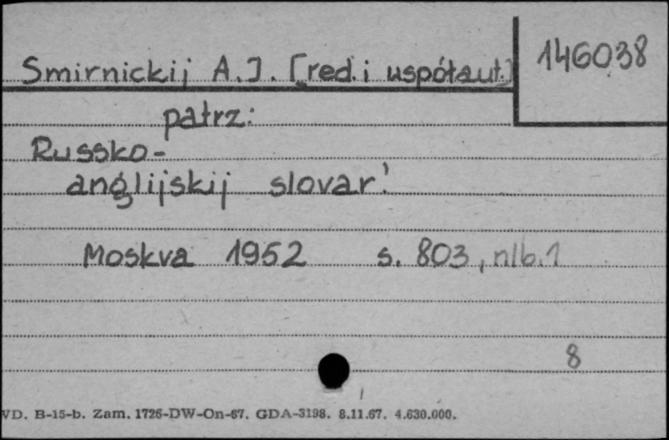 146038
Smirnickij A.J. [red. i współaut.]
patrz:
Russko-
anglijskij slovar'
Moskva 1952 s. 803, nlb. 1
8
VD. B-15-b. Zam. 1726-DW-On-67. GDA-3198. 8.11.67. 4.630.000.